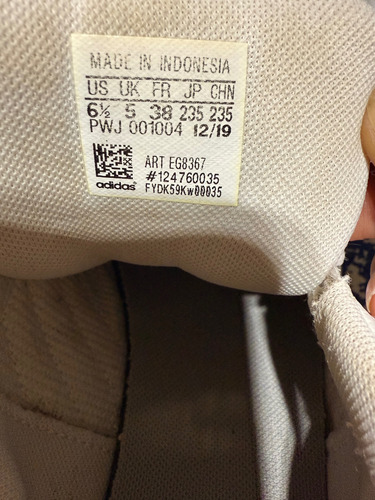 MADE IN INDONESIA
US UK FR JP CHN
6½ 5 38 235 235
PWJ 001004 12/19
ART EG8367
#124760035
adidas FYDK59Kw00035